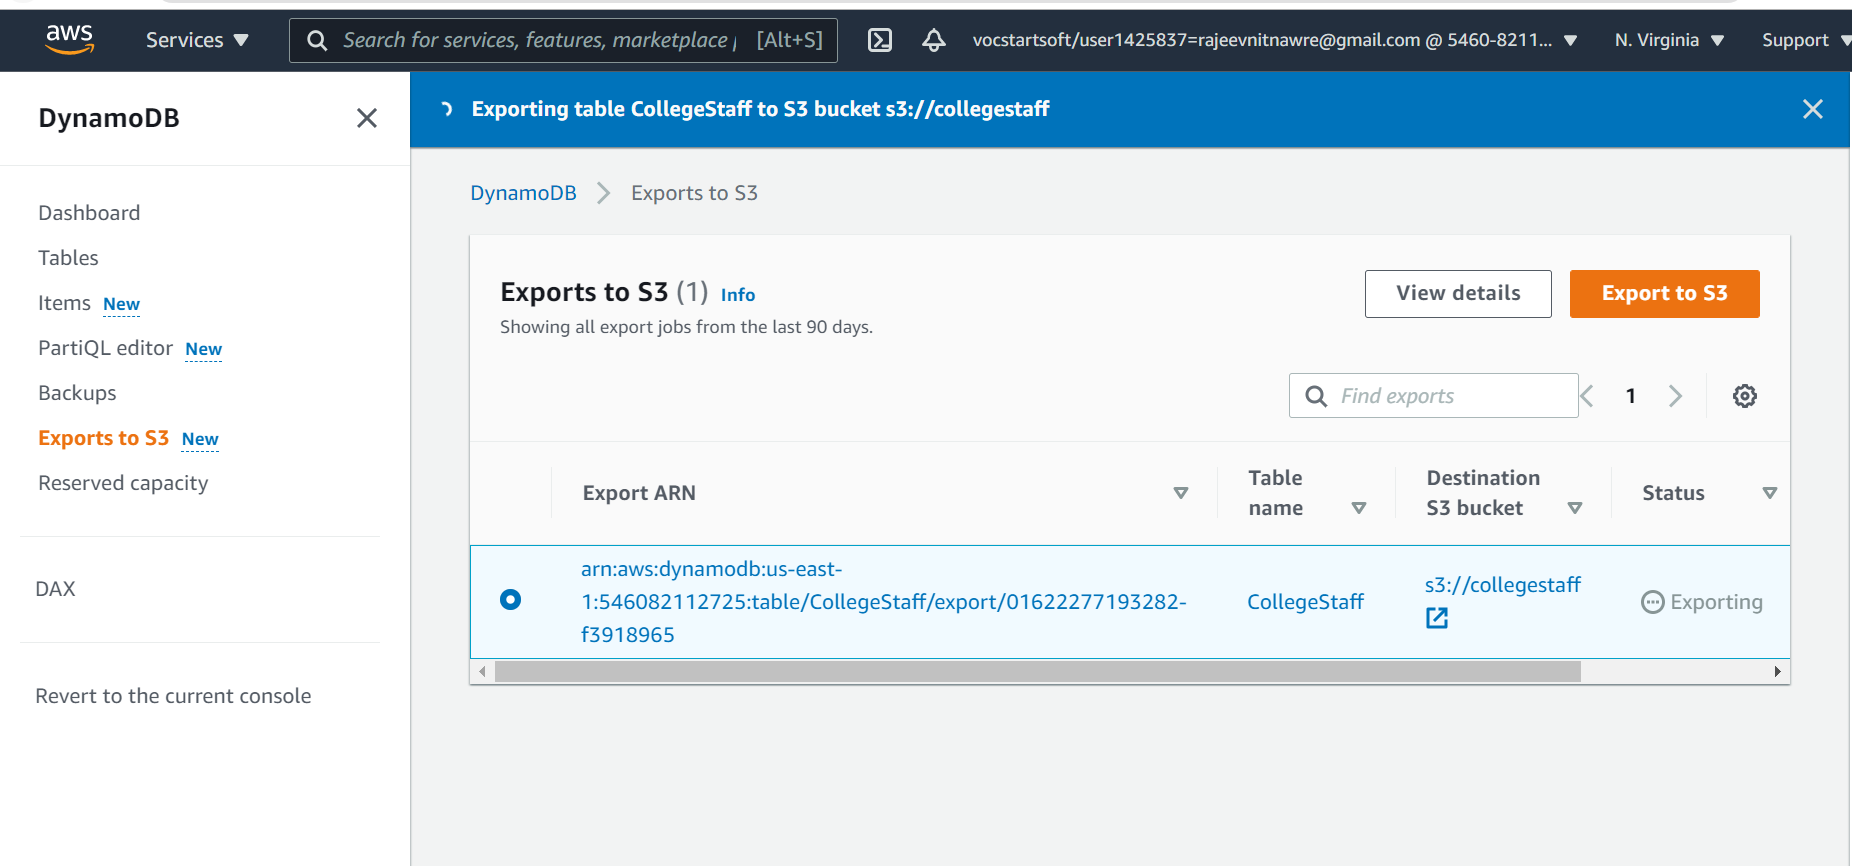 aws
Services
Search for services, features, marketplace
[Alt+S]
vocstartsoft/user1425837=rajeevnitnawre@gmail.com @ 5460-8211...
N. Virginia
Support
DynamoDB
Dashboard
Tables
Items New
PartiQL editor New
Backups
Exports to S3 New
Reserved capacity
DAX
Revert to the current console
Exporting table CollegeStaff to S3 bucket s3://collegestaff
DynamoDB
Exports to S3
Exports to S3 (1) Info
Showing all export jobs from the last 90 days.
View details
Export to S3
Find exports
1
Export ARN
Table
name
Destination
S3 bucket
Status
arn:aws:dynamodb:us-east-
1:546082112725:table/CollegeStaff/export/01622277193282-
f3918965
CollegeStaff
s3://collegestaff
Exporting